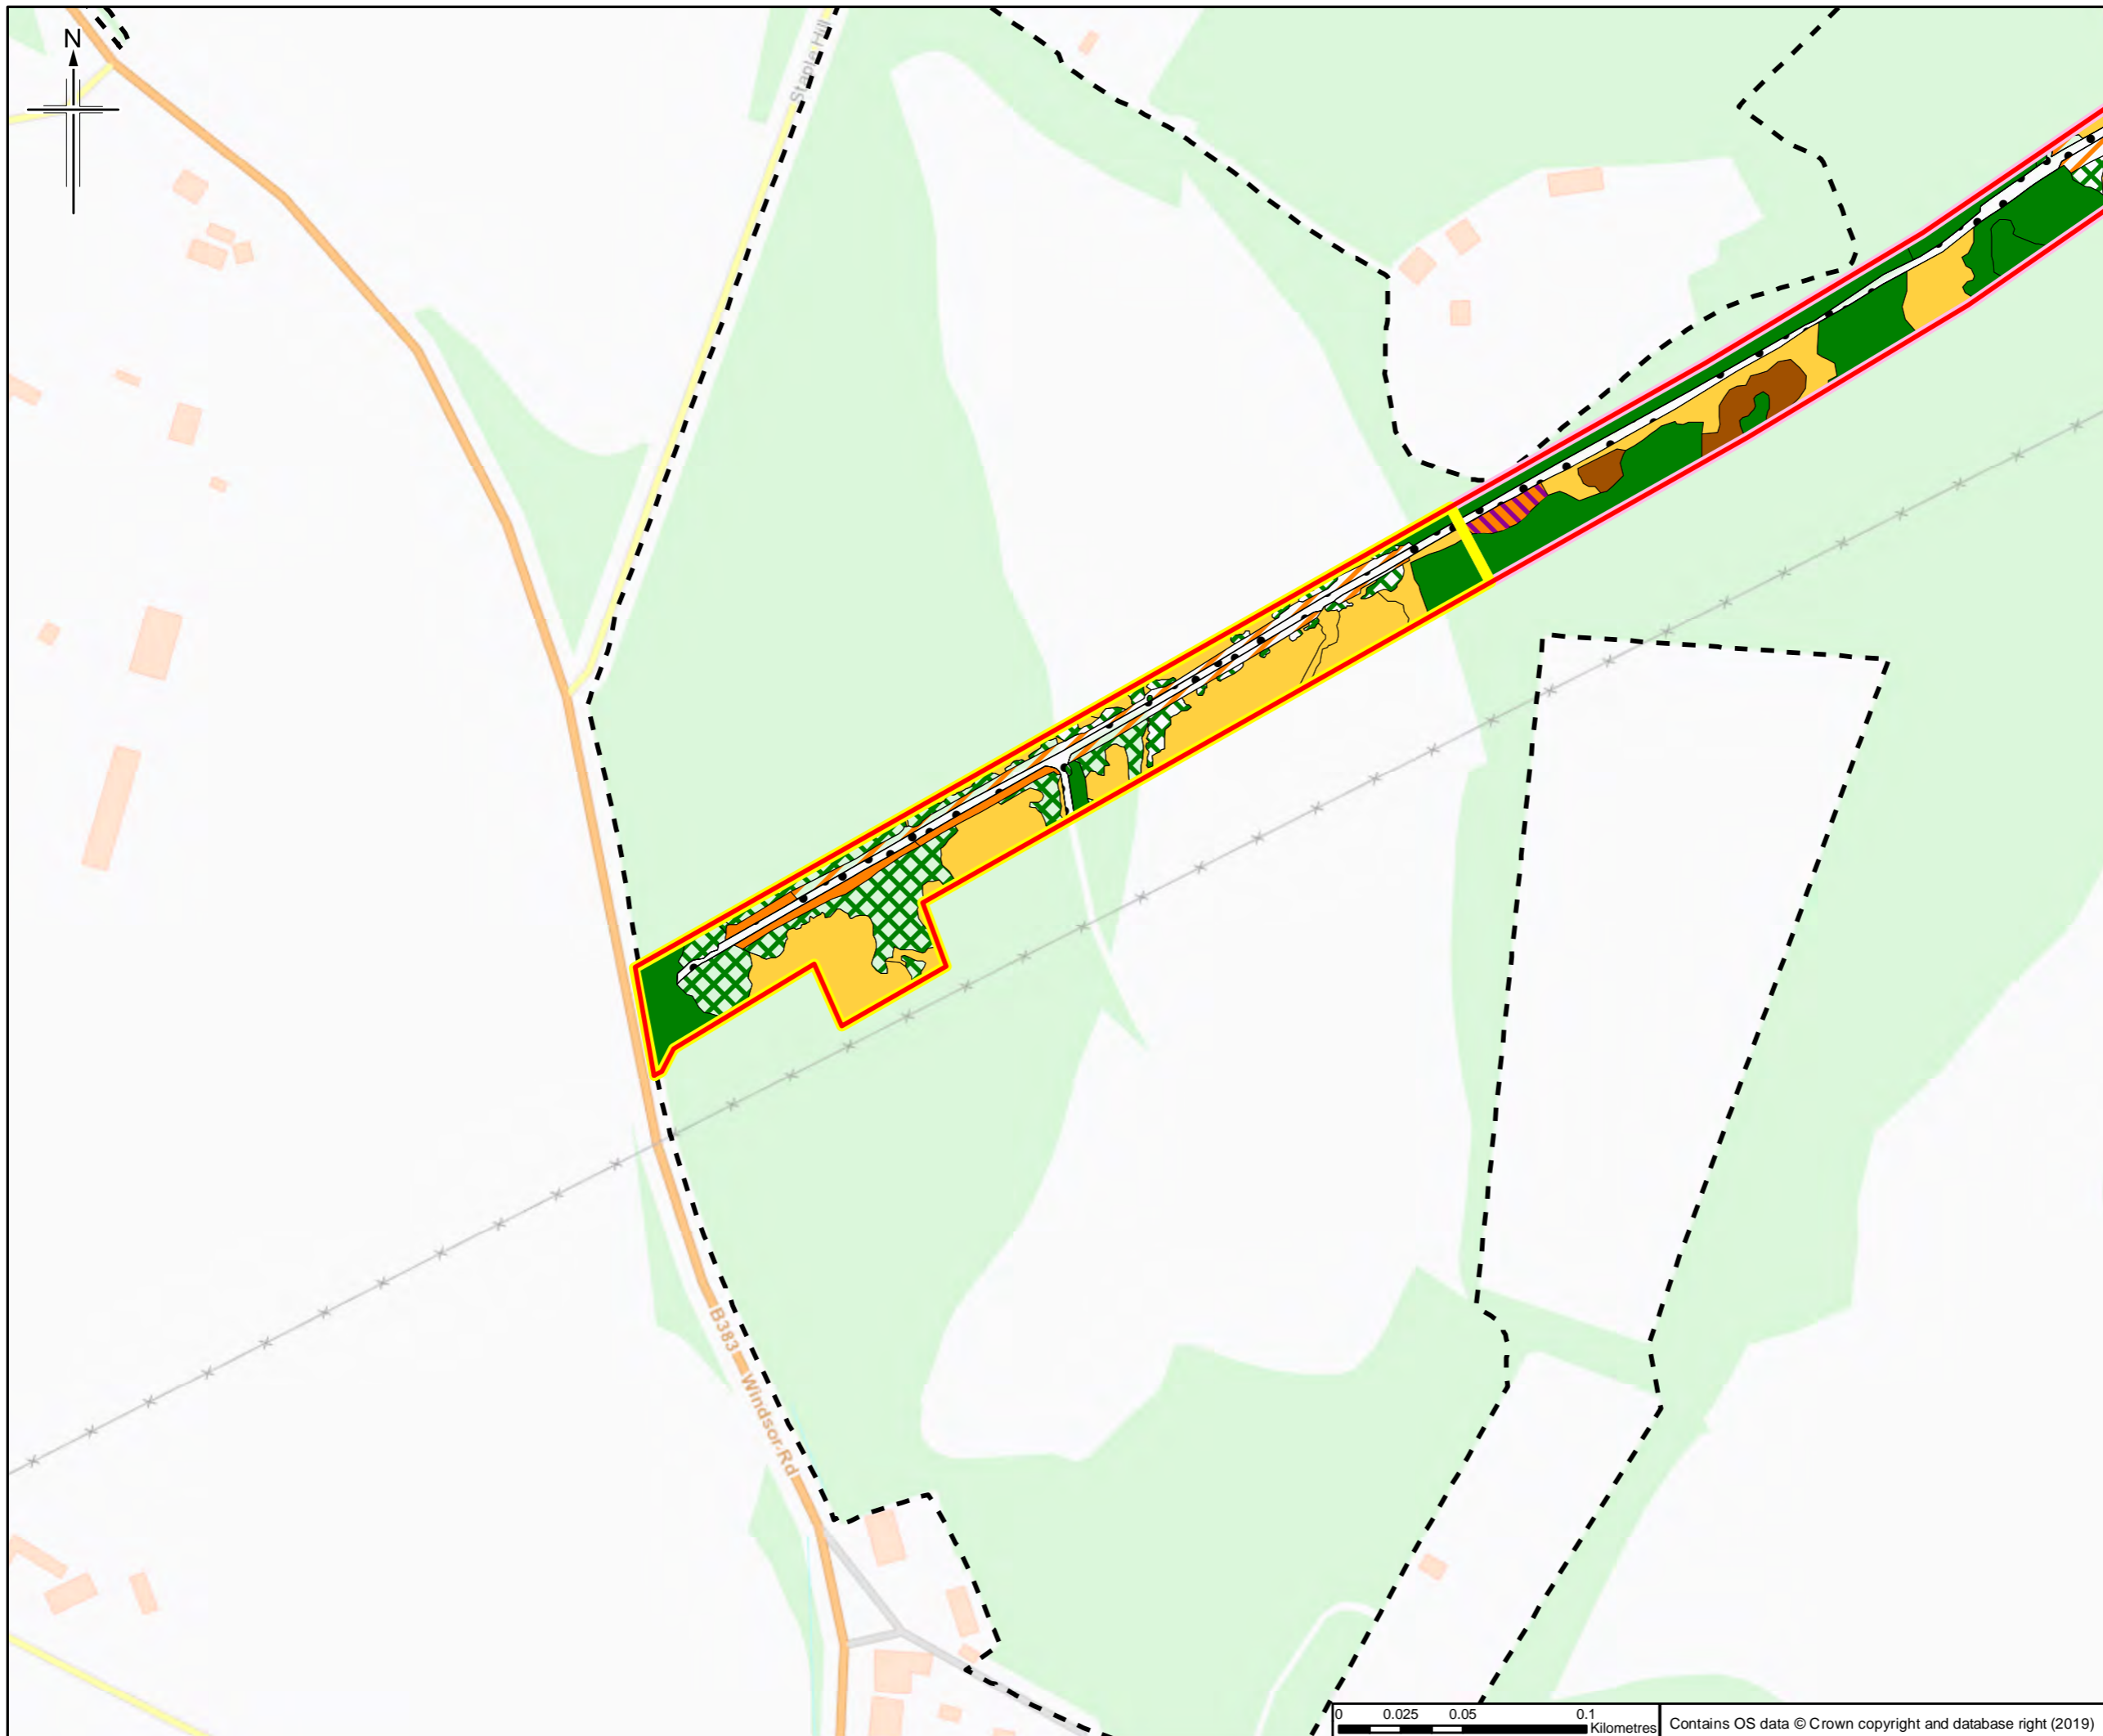 N
Staple Hill
B383
Windsor Rd
0 0.025 0.05 0.1
Kilometres
Contains OS data © Crown copyright and database right (2019)